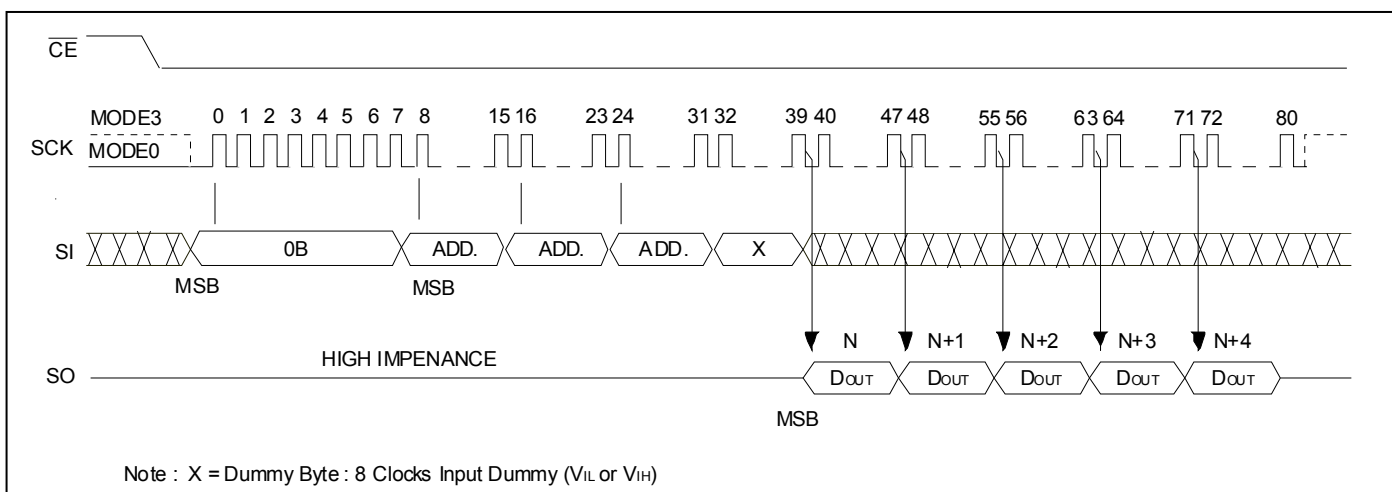 CE
MODE3 0 1 2 3 4 5 6 7 8 15 16 23 24 31 32 39 40 47 48 55 56 63 64 71 72 80
SCK MODE0
SI 0B ADD. ADD. ADD. X
MSB MSB
N N+1 N+2 N+3 N+4
HIGH IMPENANCE
SO DOUT DOUT DOUT DOUT DOUT
MSB
Note : X = Dummy Byte : 8 Clocks Input Dummy (VIL or VIH)